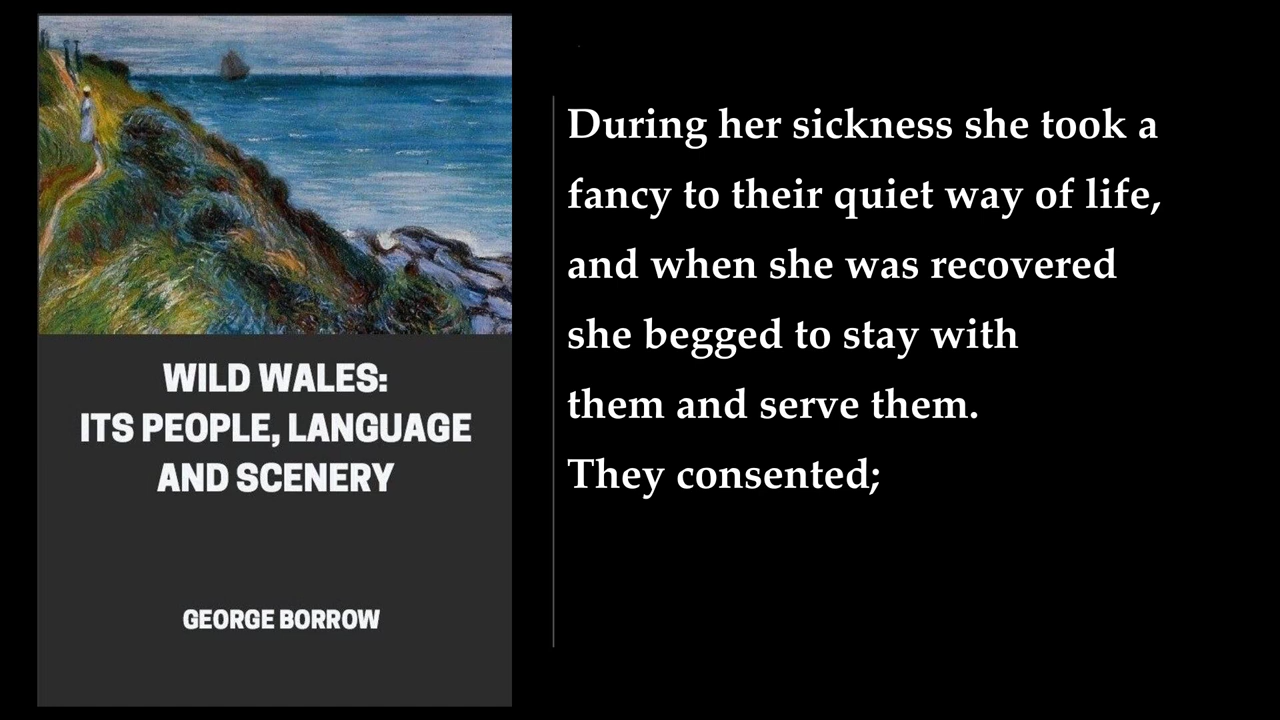 WILD WALES:
ITS PEOPLE, LANGUAGE
AND SCENERY
GEORGE BORROW
During her sickness she took a
fancy to their quiet way of life,
and when she was recovered
she begged to stay with
them and serve them.
They consented;